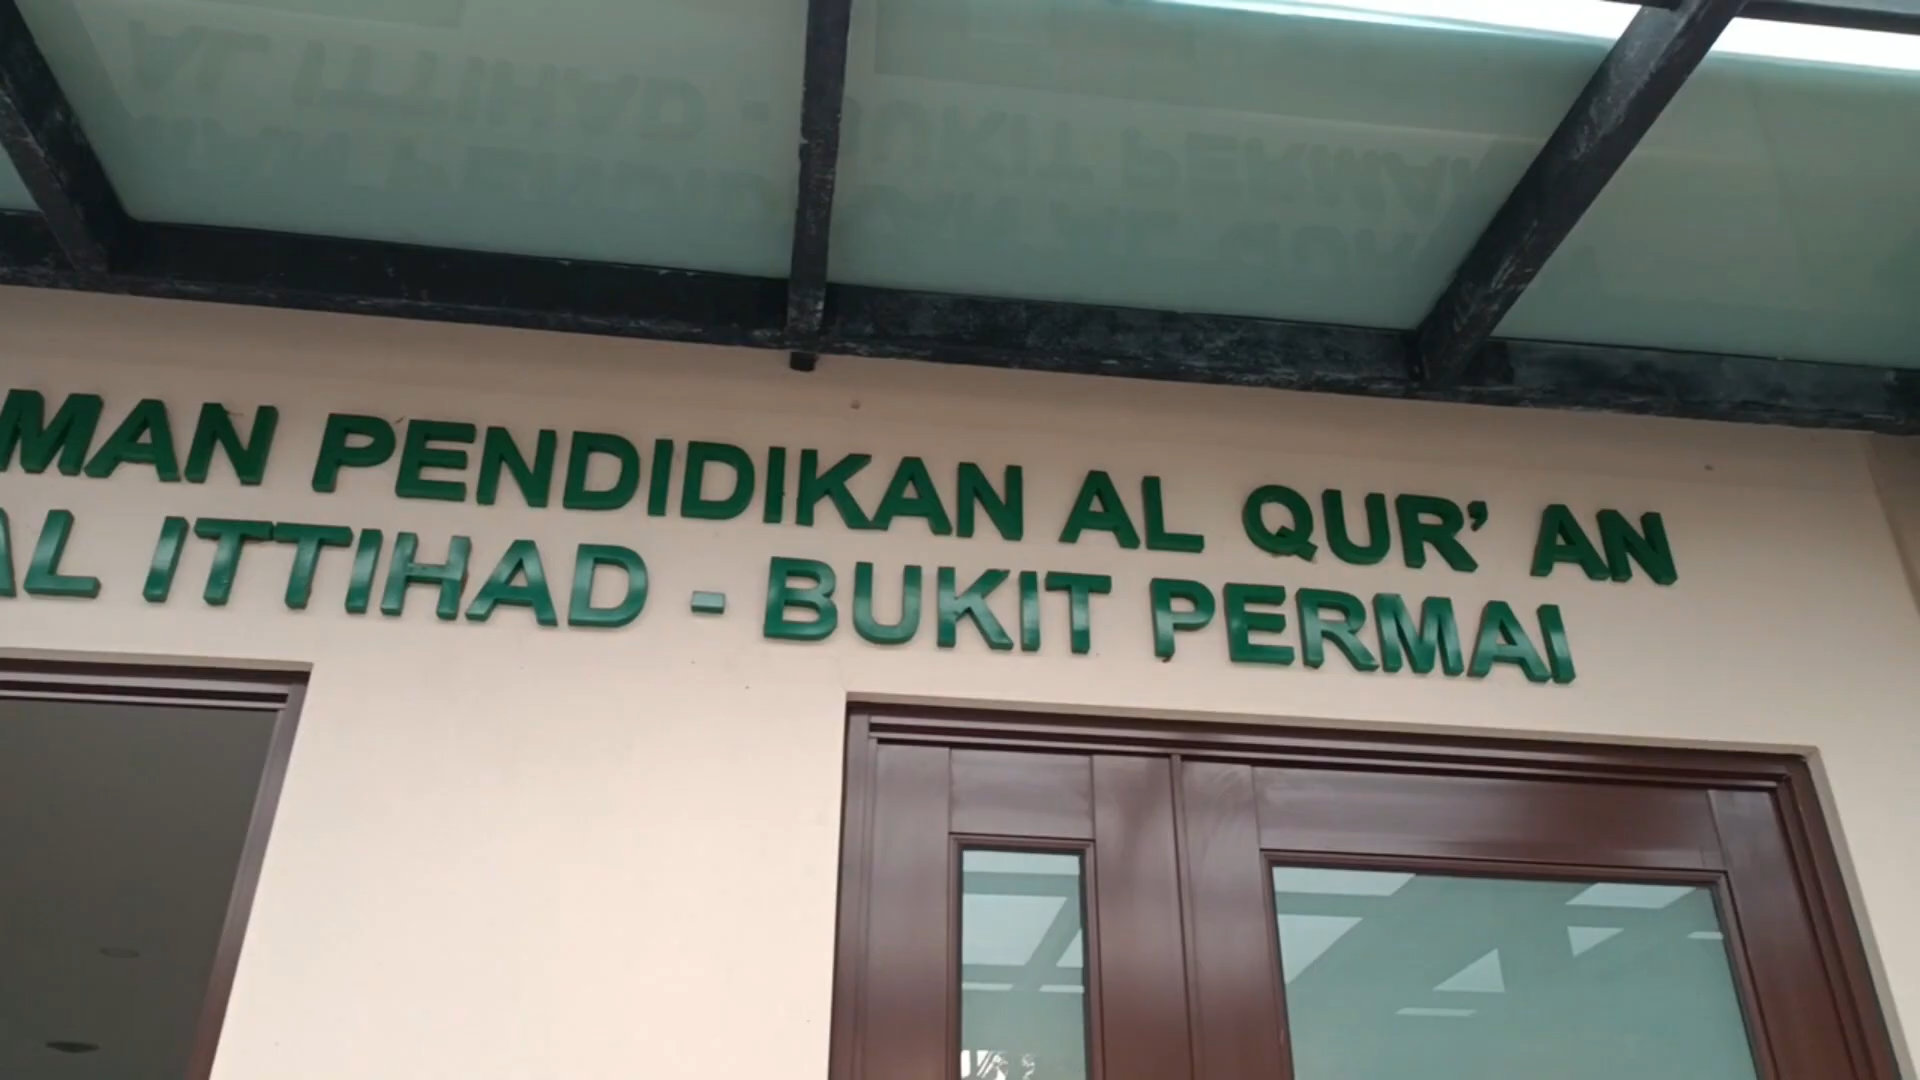 MAN PENDIDIKAN AL QUR' AN
AL ITTIHAD - BUKIT PERMAI